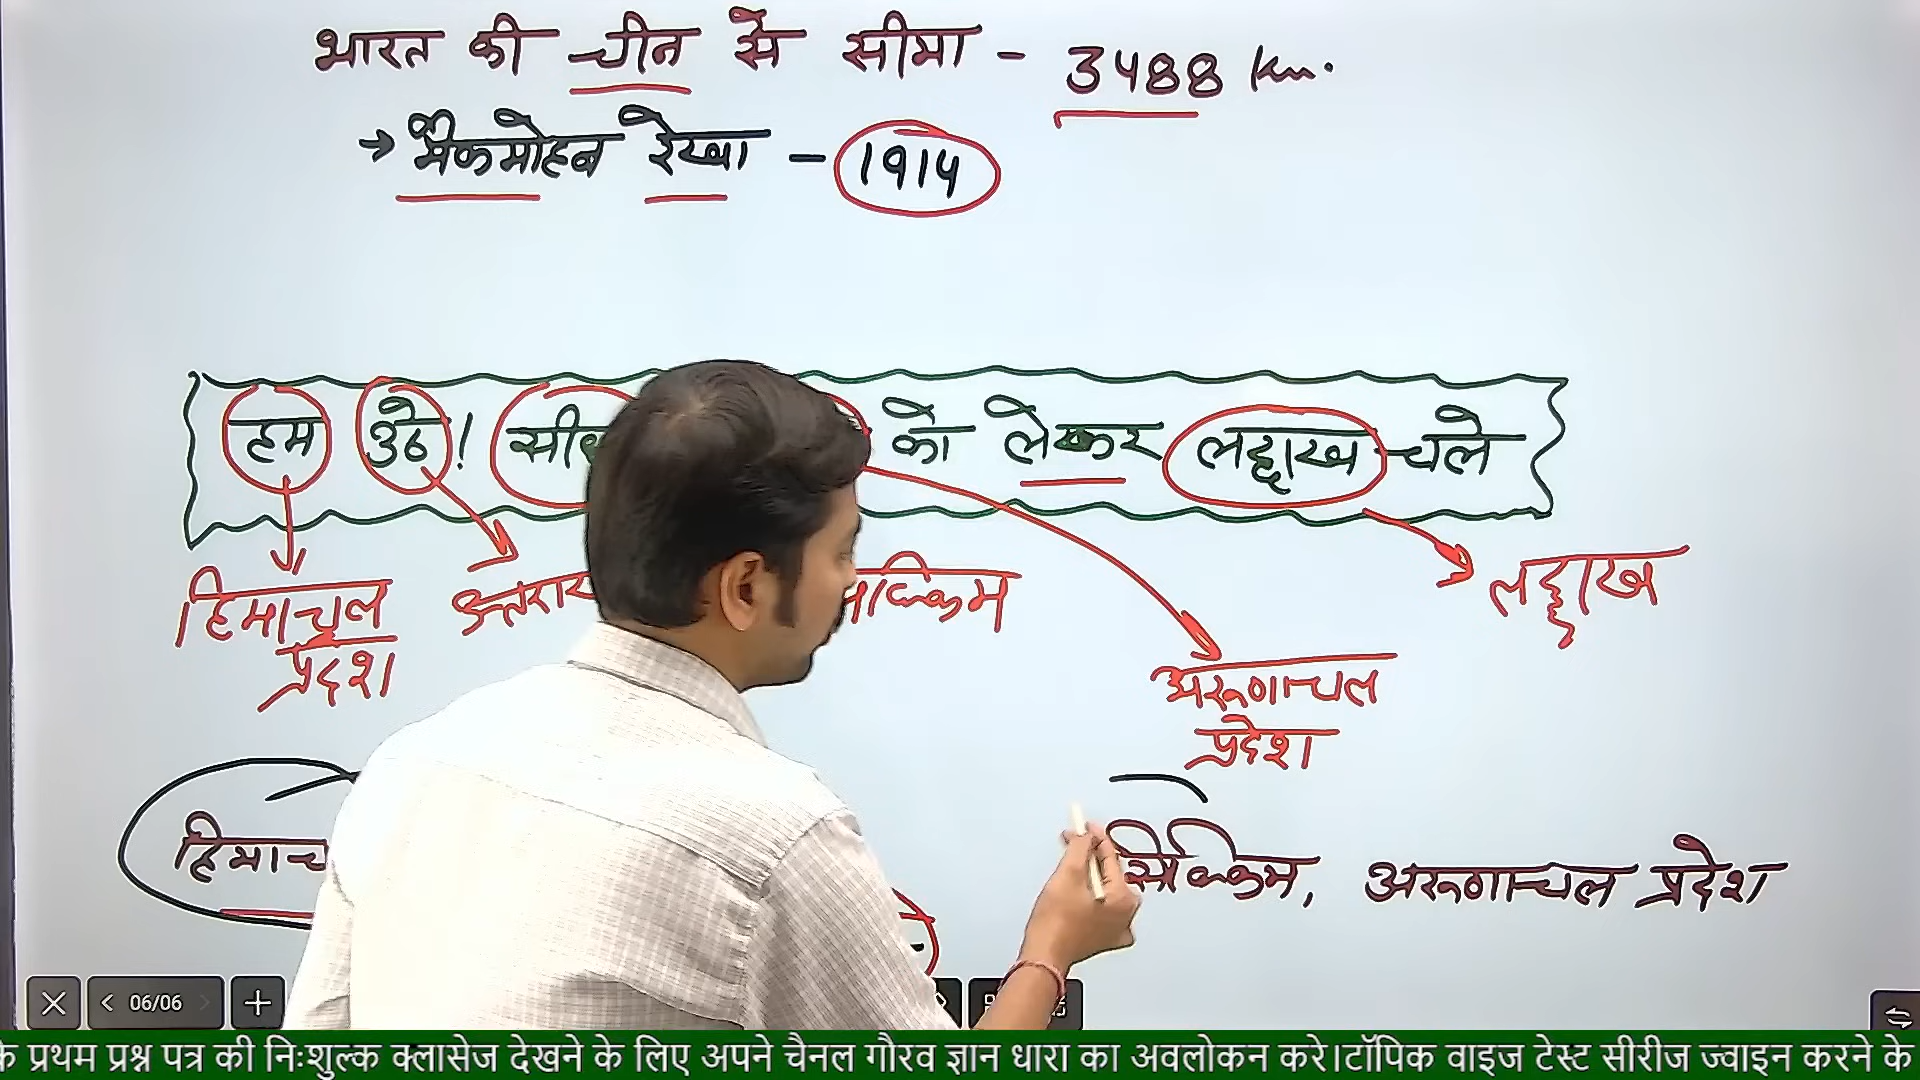 भारत की चीन से सीमा - 3488 km.
→ मैकमोहन रेखा - 1914
हम उठे! को लेकर लद्दाख चले
हिमाचल प्रदेश
लद्दाख
अरुणाचल प्रदेश
सिक्किम, अरुणाचल प्रदेश
06/06
के प्रथम प्रश्न पत्र की निःशुल्क क्लासेज देखने के लिए अपने चैनल गौरव ज्ञान धारा का अवलोकन करे।टॉपिक वाइज टेस्ट सीरीज ज्वाइन करने के